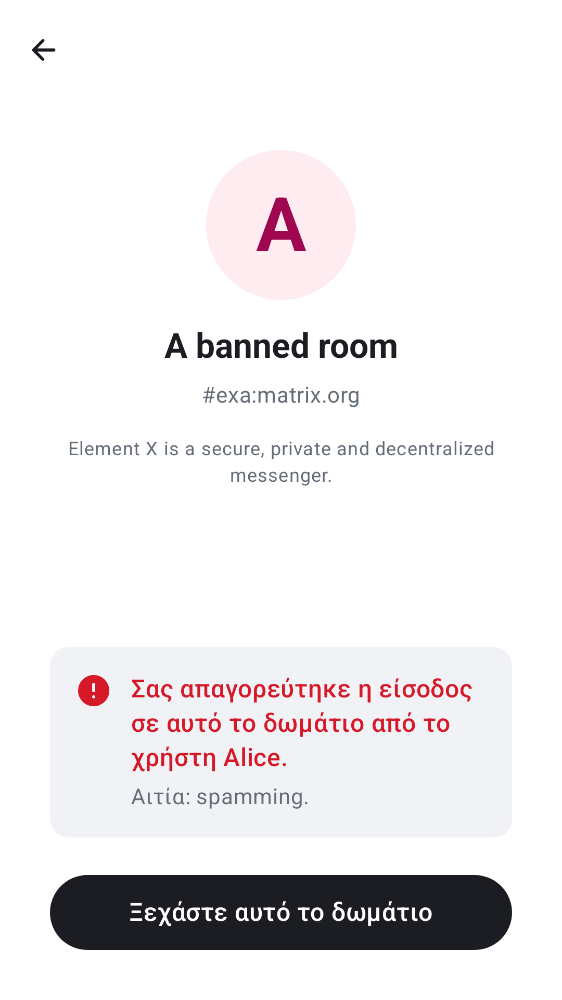 A
A banned room
#exa:matrix.org
Element X is a secure, private and decentralized
messenger.
Σας απαγορεύτηκε η είσοδος
σε αυτό το δωμάτιο από το
χρήστη Alice.
Αιτία: spamming.
Ξεχάστε αυτό το δωμάτιο